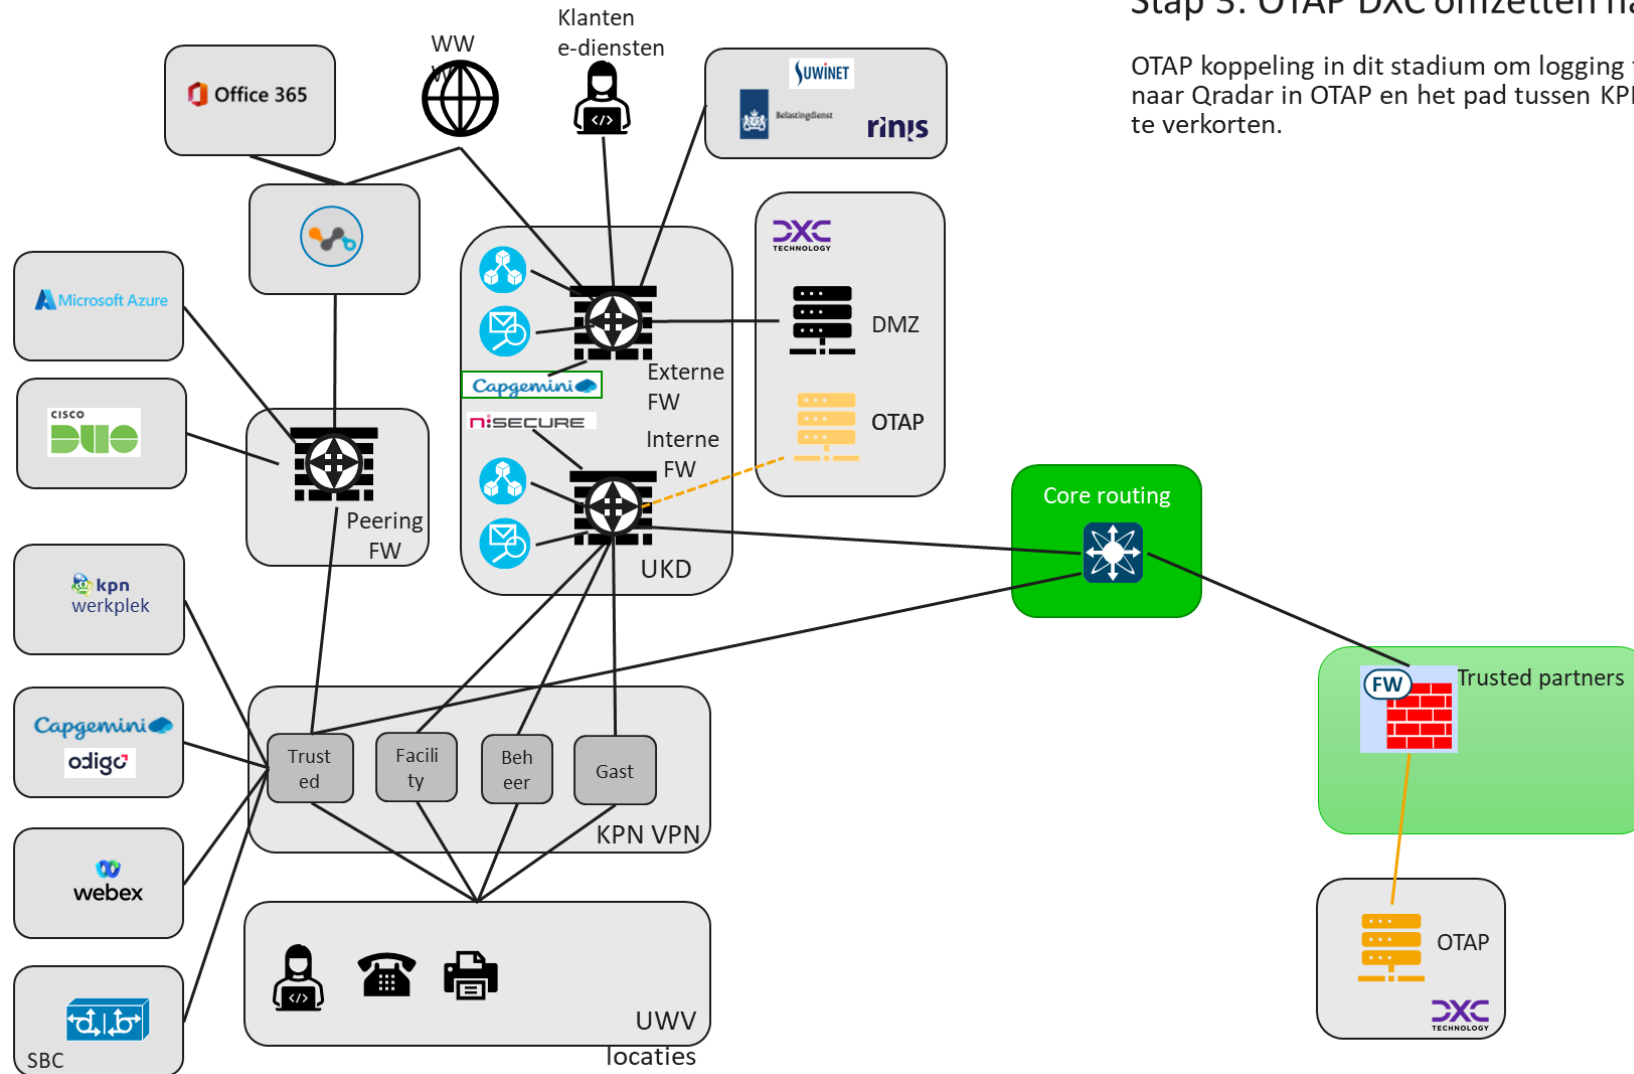 Stap 3: OTAP DXC omzetten na
OTAP koppeling in dit stadium om logging
naar Qradar in OTAP en het pad tussen KP
te verkorten.
Klanten
e-diensten
WW
W
Office 365
SUWINET
Belastingdienst
rinis
DXC
TECHNOLOGY
DMZ
OTAP
Microsoft Azure
CISCO
DUO
Externe
FW
Capgemini
n:SECURE
Interne
FW
UKD
Peering
FW
Core routing
kpn
werkplek
Capgemini
odigo
webex
SBC
Trust
ed
Facili
ty
Beh
eer
Gast
KPN VPN
UWV
locaties
FW
Trusted partners
OTAP
DXC
TECHNOLOGY